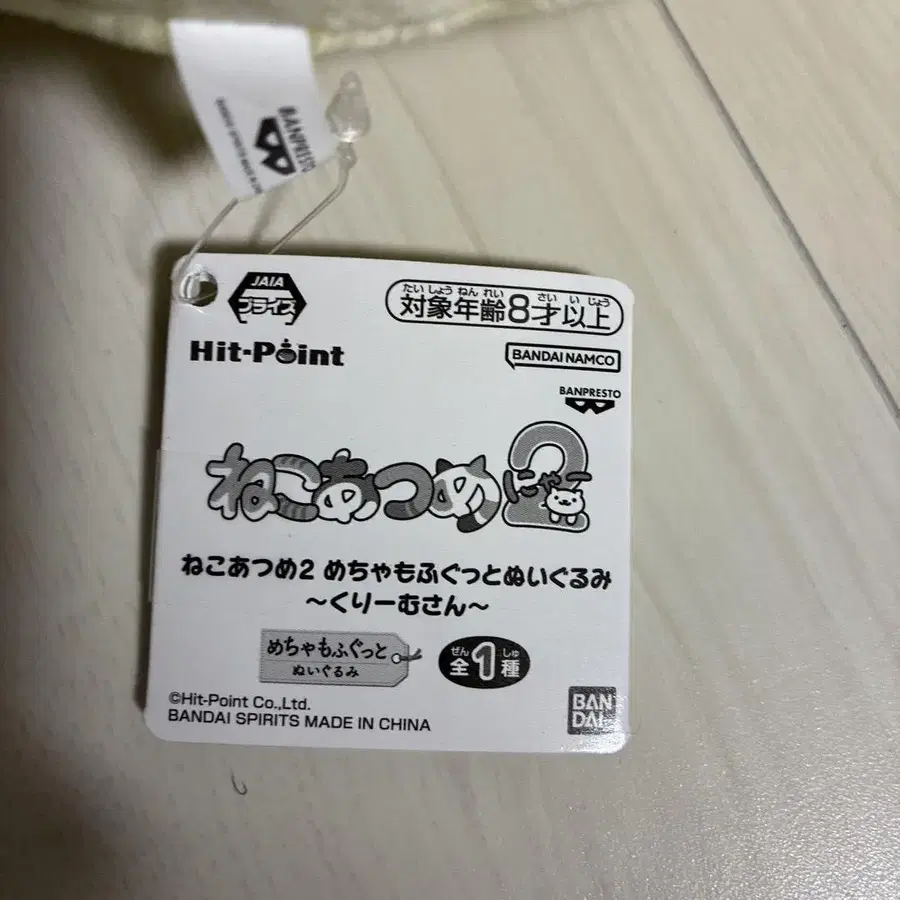 BANPRESTO
JAIA
プライズ
たいしょうねんれい さいいじょう
対象年齢8才以上
Hit-Point
BANDAI NAMCO
BANPRESTO
ねこあつめ2
にゃー
ねこあつめ2 めちゃもふぐっとぬいぐるみ
～くりーむさん～
めちゃもふぐっと
ぬいぐるみ
ぜん しゅ
全1種
©Hit-Point Co.,Ltd.
BANDAI SPIRITS MADE IN CHINA
BAN
DAI